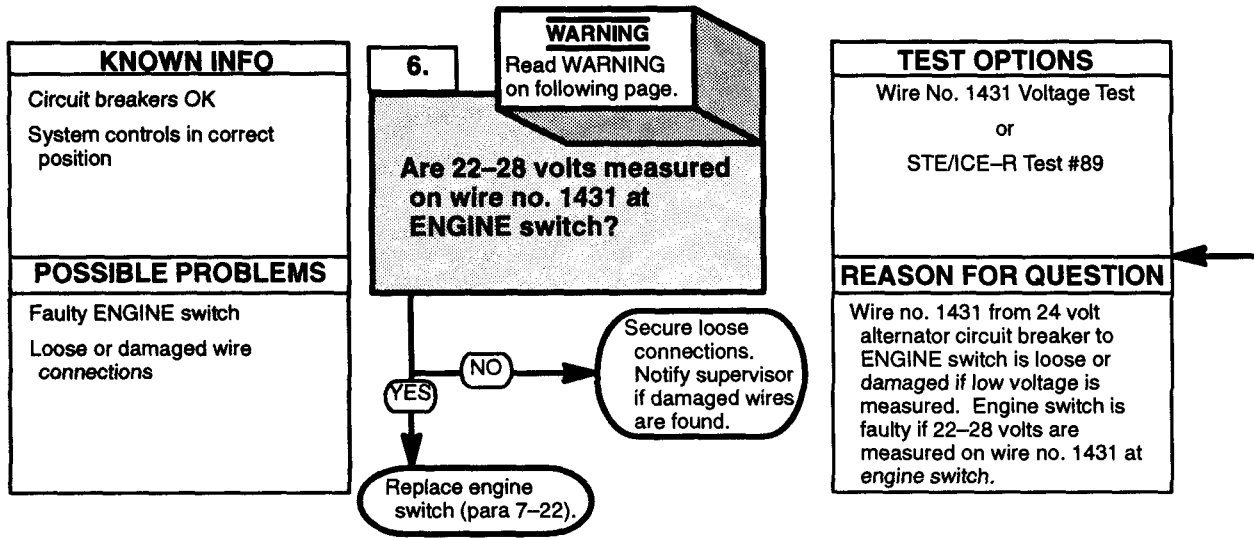 KNOWN INFO
Circuit breakers OK
System controls in correct
position
POSSIBLE PROBLEMS
Faulty ENGINE switch
Loose or damaged wire
connections
6.
WARNING
Read WARNING
on following page.
Are 22–28 volts measured
on wire no. 1431 at
ENGINE switch?
NO
YES
Secure loose
connections.
Notify supervisor
if damaged wires
are found.
Replace engine
switch (para 7–22).
TEST OPTIONS
Wire No. 1431 Voltage Test
or
STE/ICE–R Test #89
REASON FOR QUESTION
Wire no. 1431 from 24 volt
alternator circuit breaker to
ENGINE switch is loose or
damaged if low voltage is
measured. Engine switch is
faulty if 22–28 volts are
measured on wire no. 1431 at
engine switch.